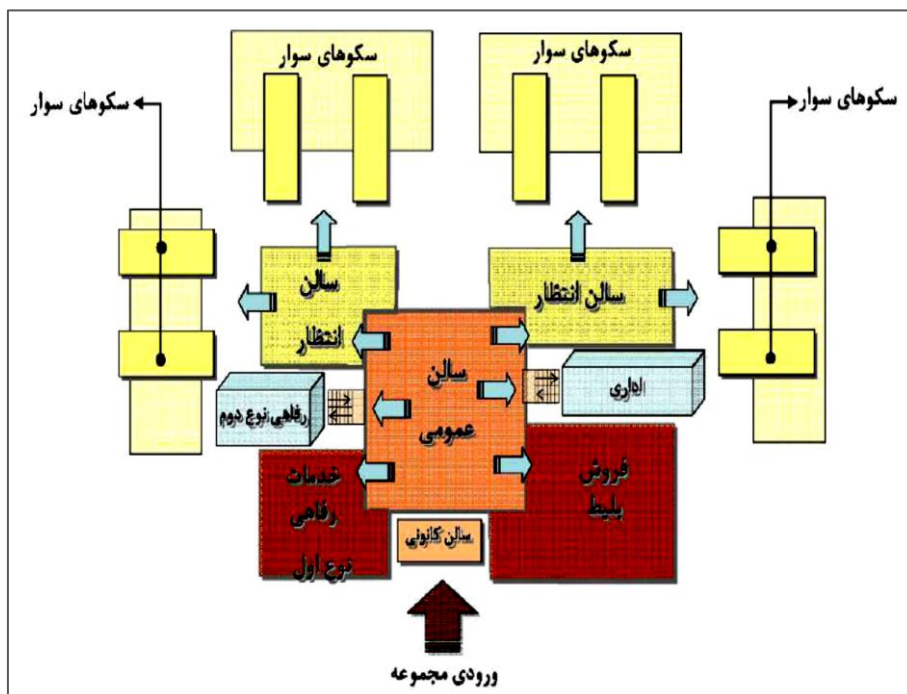 سکوهای سوار
سکوهای سوار
سکوهای سوار
سکوهای سوار
سالن انتظار
سالن
انتظار
سالن
عمومی
اداری
رفاهی نوع دوم
فروش
بلیط
خدمات
رفاهی
نوع اول
سالن کانونی
ورودی مجموعه